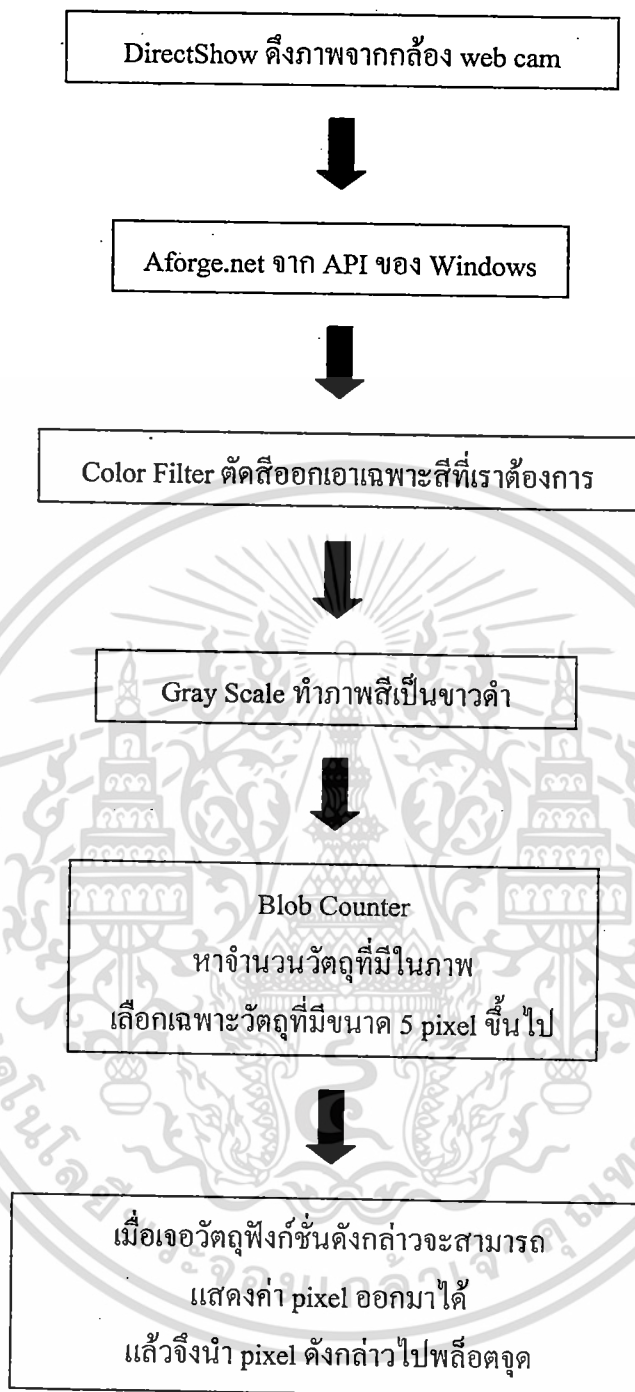 DirectShow ดึงภาพจากกล้อง web cam
Aforge.net จาก API ของ Windows
Color Filter ตัดสีออกเอาเฉพาะสีที่เราต้องการ
Gray Scale ทำภาพสีเป็นขาวดำ
Blob Counter
หาจำนวนวัตถุที่มีในภาพ
เลือกเฉพาะวัตถุที่มีขนาด 5 pixel ขึ้นไป
เมื่อเจอวัตถุฟังก์ชั่นดังกล่าวจะสามารถ
แสดงค่า pixel ออกมาได้
แล้วจึงนำ pixel ดังกล่าวไปพล็อตจุด